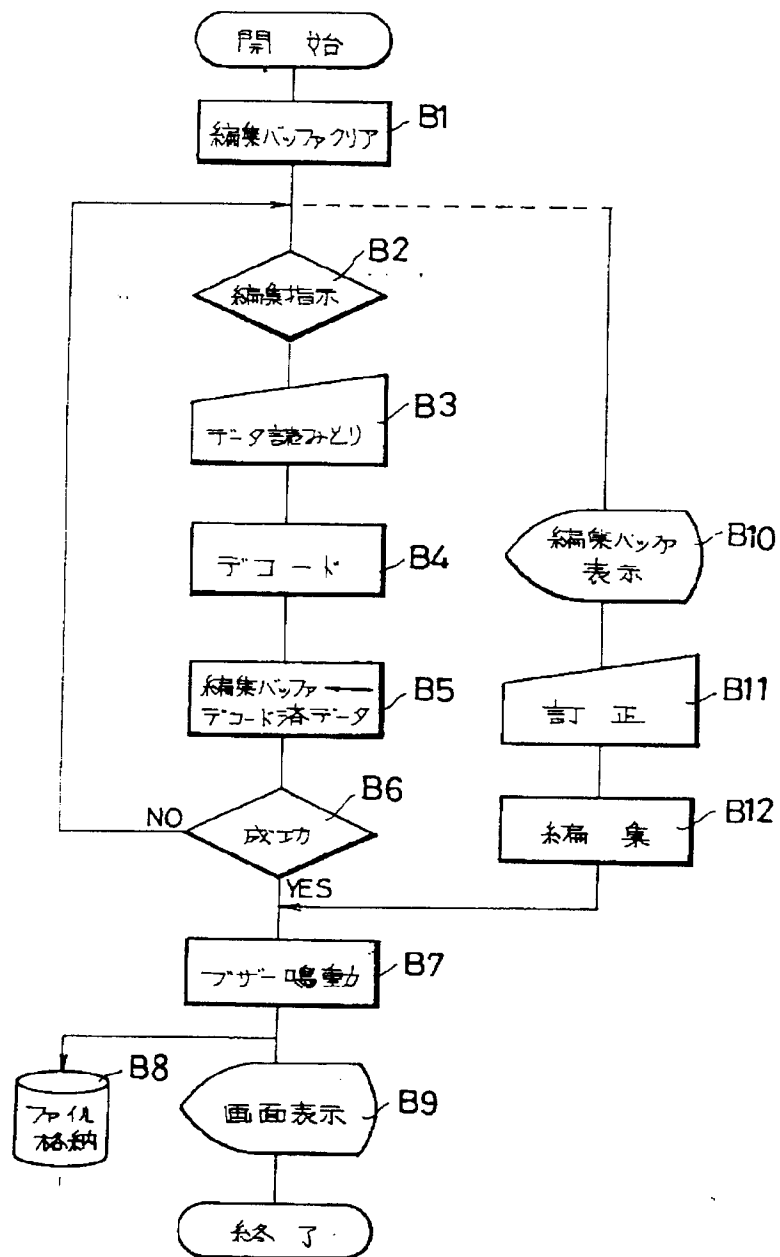 開始
編集バッファクリア
B1
B2
編集指示
B3
データ読みとり
デコード
B4
編集バッファ←
デコード済データ
B5
B6
NO
成功
YES
ブザー鳴動
B7
B8
ファイル
格納
画面表示
B9
終了
編集バッファ
表示
B10
訂正
B11
編集
B12